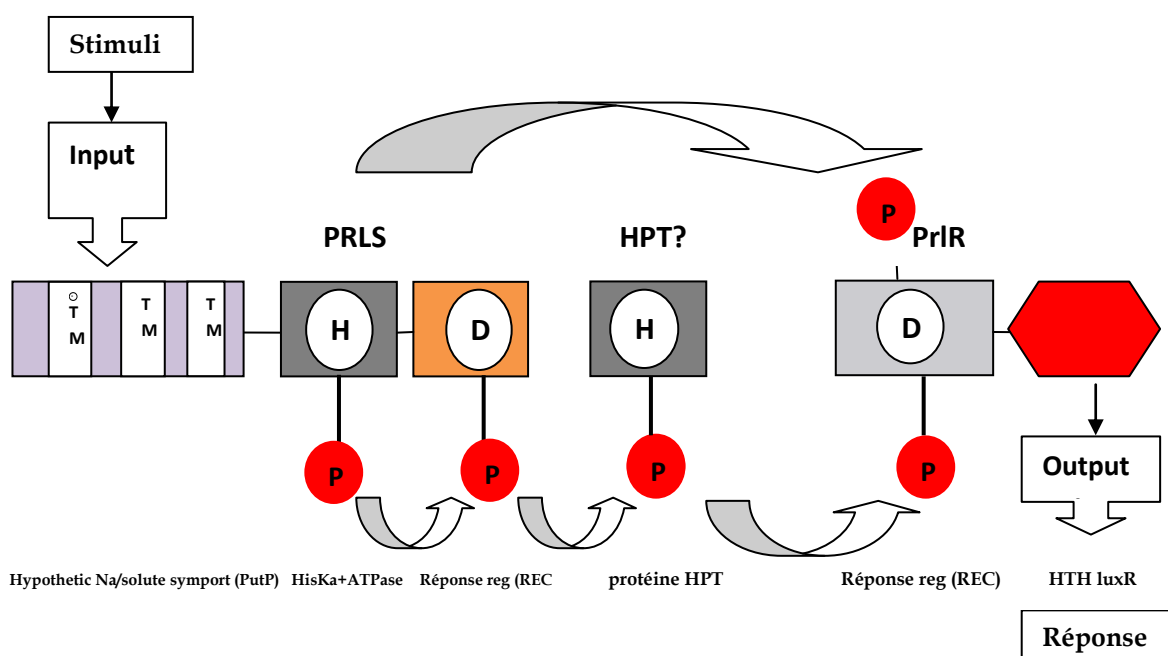 Stimuli
Input
P
PRLS
HPT?
PrlR
T
M
T
M
T
M
H
D
H
D
P
P
P
P
Output
Hypothetic Na/solute symport (PutP)
HisKa+ATPase
Réponse reg (REC
protéine HPT
Réponse reg (REC)
HTH luxR
Réponse